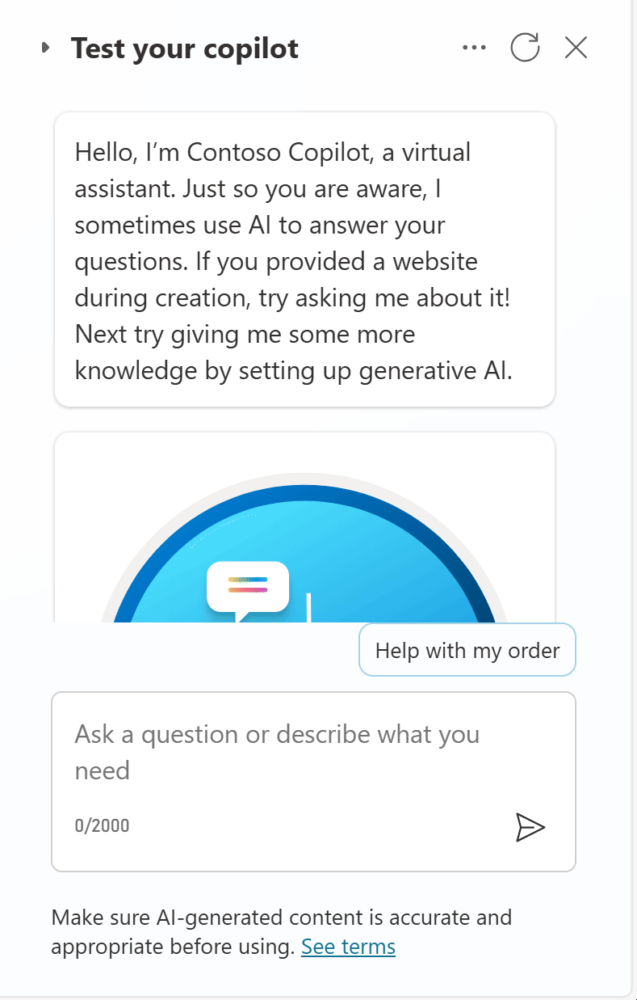 Test your copilot
Hello, I’m Contoso Copilot, a virtual
assistant. Just so you are aware, I
sometimes use AI to answer your
questions. If you provided a website
during creation, try asking me about it!
Next try giving me some more
knowledge by setting up generative AI.
Help with my order
Ask a question or describe what you
need
0/2000
Make sure AI-generated content is accurate and
appropriate before using. See terms